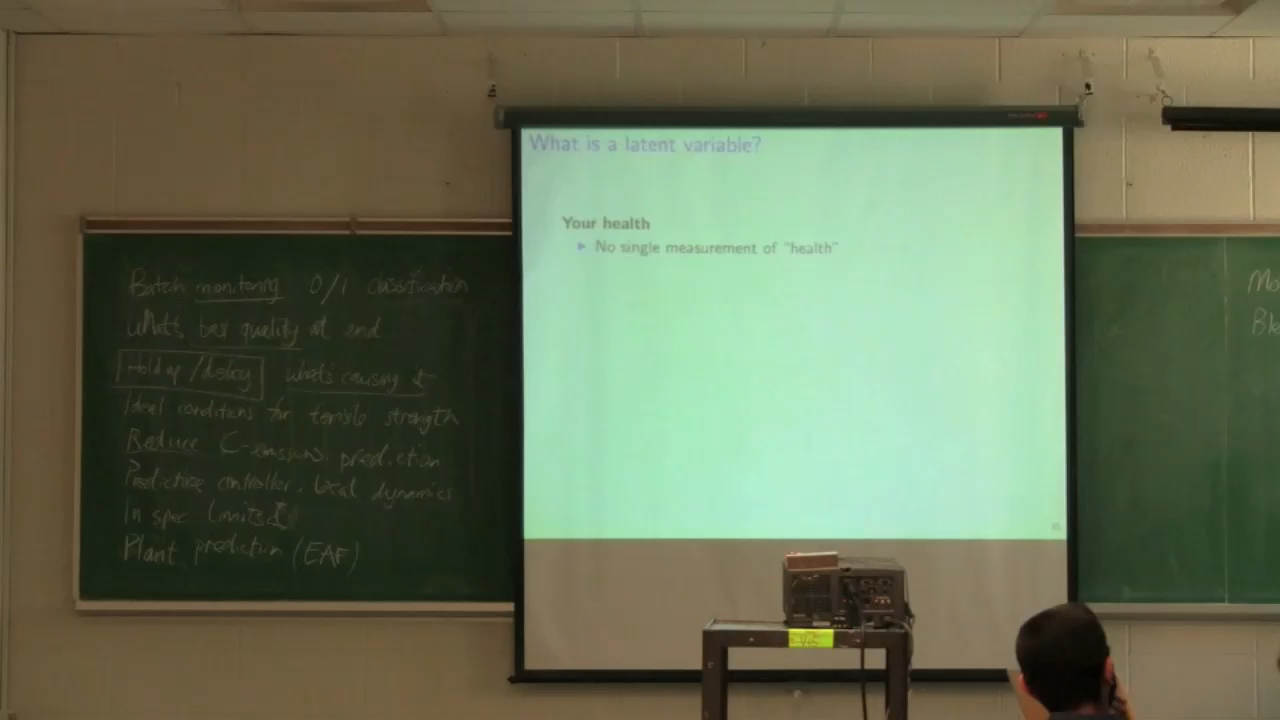 What is a latent variable?
Your health
No single measurement of "health"
Batch monitoring 0/1 classification
What's best quality at end
Hold up / delay what's causing it
Ideal conditions for tensile strength
Reduce C-emissions. prediction
Predictive controller. local dynamics
In spec limits
Plant prediction (EAF)